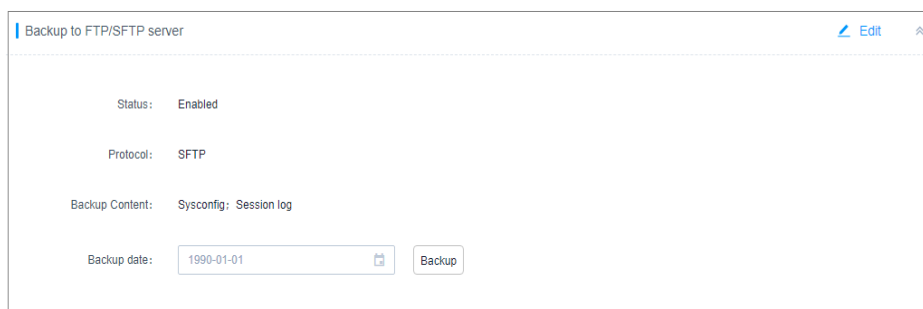 Backup to FTP/SFTP server Edit
Status: Enabled
Protocol: SFTP
Backup Content: Sysconfig; Session log
Backup date: 1990-01-01 Backup